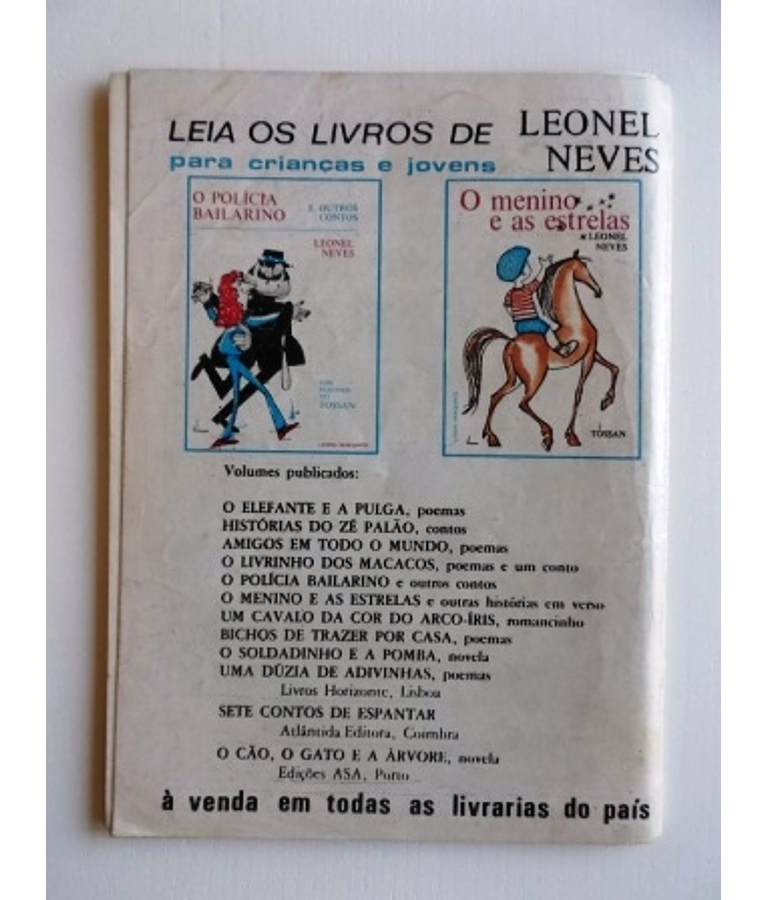 LEIA OS LIVROS DE LEONEL NEVES
para crianças e jovens
O POLÍCIA BAILARINO
E OUTROS CONTOS
LEONEL NEVES
TÓSSAN
O menino e as estrelas
LEONEL NEVES
TÓSSAN
Volumes publicados:
O ELEFANTE E A PULGA, poemas
HISTÓRIAS DO ZÉ PALÃO, contos
AMIGOS EM TODO O MUNDO, poemas
O LIVRINHO DOS MACACOS, poemas e um conto
O POLÍCIA BAILARINO e outros contos
O MENINO E AS ESTRELAS e outras histórias em verso
UM CAVALO DA COR DO ARCO-ÍRIS, romancinho
BICHOS DE TRAZER POR CASA, poemas
O SOLDADINHO E A POMBA, novela
UMA DÚZIA DE ADIVINHAS, poemas
Livros Horizonte, Lisboa
SETE CONTOS DE ESPANTAR
Atlântida Editora, Coimbra
O CÃO, O GATO E A ÁRVORE, novela
Edições ASA, Porto
à venda em todas as livrarias do país